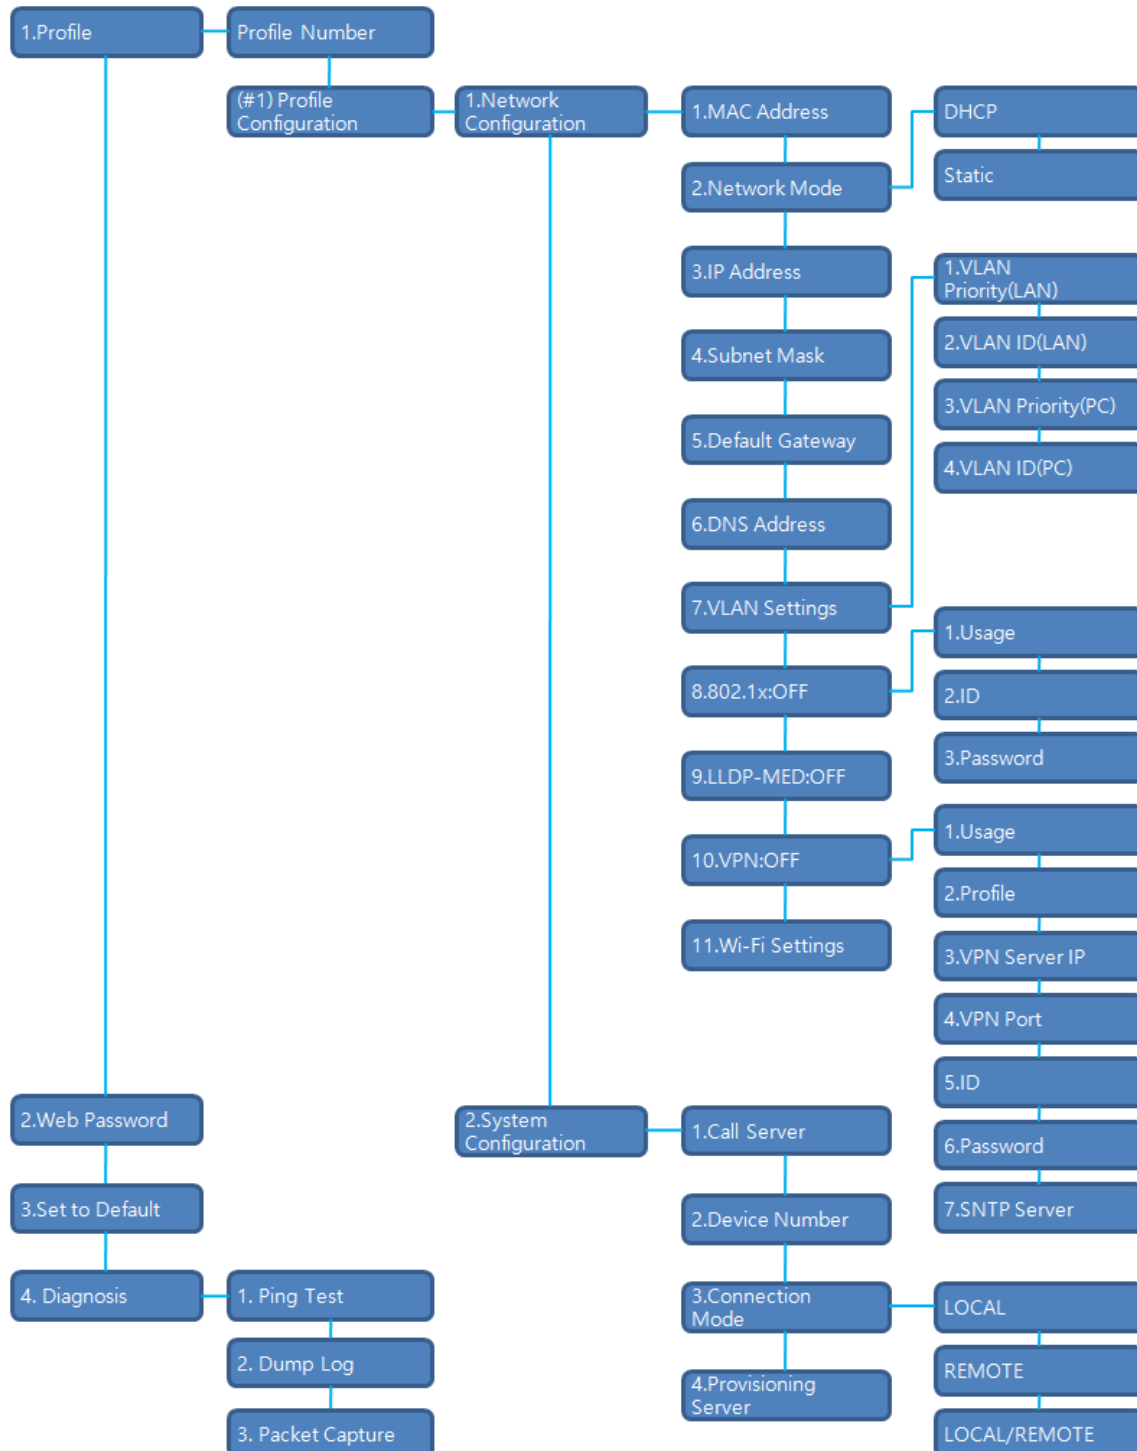 1.Profile
Profile Number
(#1) Profile
Configuration
1.Network
Configuration
1.MAC Address
2.Network Mode
DHCP
Static
3.IP Address
4.Subnet Mask
5.Default Gateway
6.DNS Address
7.VLAN Settings
1.VLAN
Priority(LAN)
2.VLAN ID(LAN)
3.VLAN Priority(PC)
4.VLAN ID(PC)
8.802.1x:OFF
1.Usage
2.ID
3.Password
9.LLDP-MED:OFF
10.VPN:OFF
1.Usage
2.Profile
3.VPN Server IP
4.VPN Port
5.ID
6.Password
7.SNTP Server
11.Wi-Fi Settings
2.System
Configuration
1.Call Server
2.Device Number
3.Connection
Mode
LOCAL
REMOTE
LOCAL/REMOTE
4.Provisioning
Server
2.Web Password
3.Set to Default
4. Diagnosis
1. Ping Test
2. Dump Log
3. Packet Capture